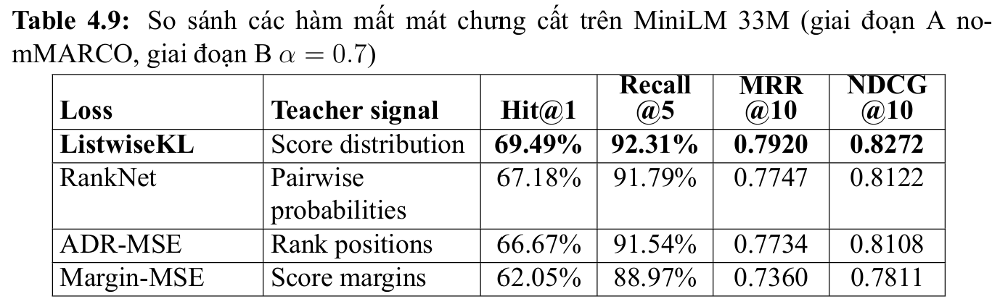 Table 4.9: So sánh các hàm mất mát chưng cất trên MiniLM 33M (giai đoạn A no-
mMARCO, giai đoạn B α = 0.7)
Loss Teacher signal Hit@1 Recall @5 MRR @10 NDCG @10
ListwiseKL Score distribution 69.49% 92.31% 0.7920 0.8272
RankNet Pairwise probabilities 67.18% 91.79% 0.7747 0.8122
ADR-MSE Rank positions 66.67% 91.54% 0.7734 0.8108
Margin-MSE Score margins 62.05% 88.97% 0.7360 0.7811